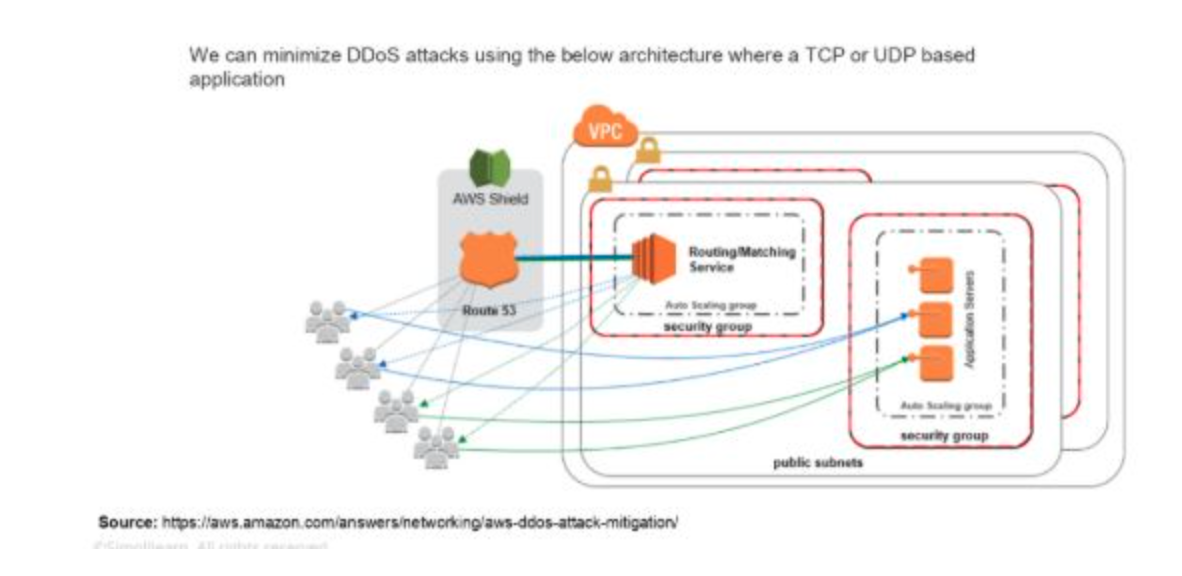 We can minimize DDoS attacks using the below architecture where a TCP or UDP based
application
VPC
AWS Shield
Routing/Matching
Service
Auto Scaling group
security group
Route 53
Application Servers
Auto Scaling group
security group
public subnets
Source: https://aws.amazon.com/answers/networking/aws-ddos-attack-mitigation/
©Simplilearn. All rights reserved